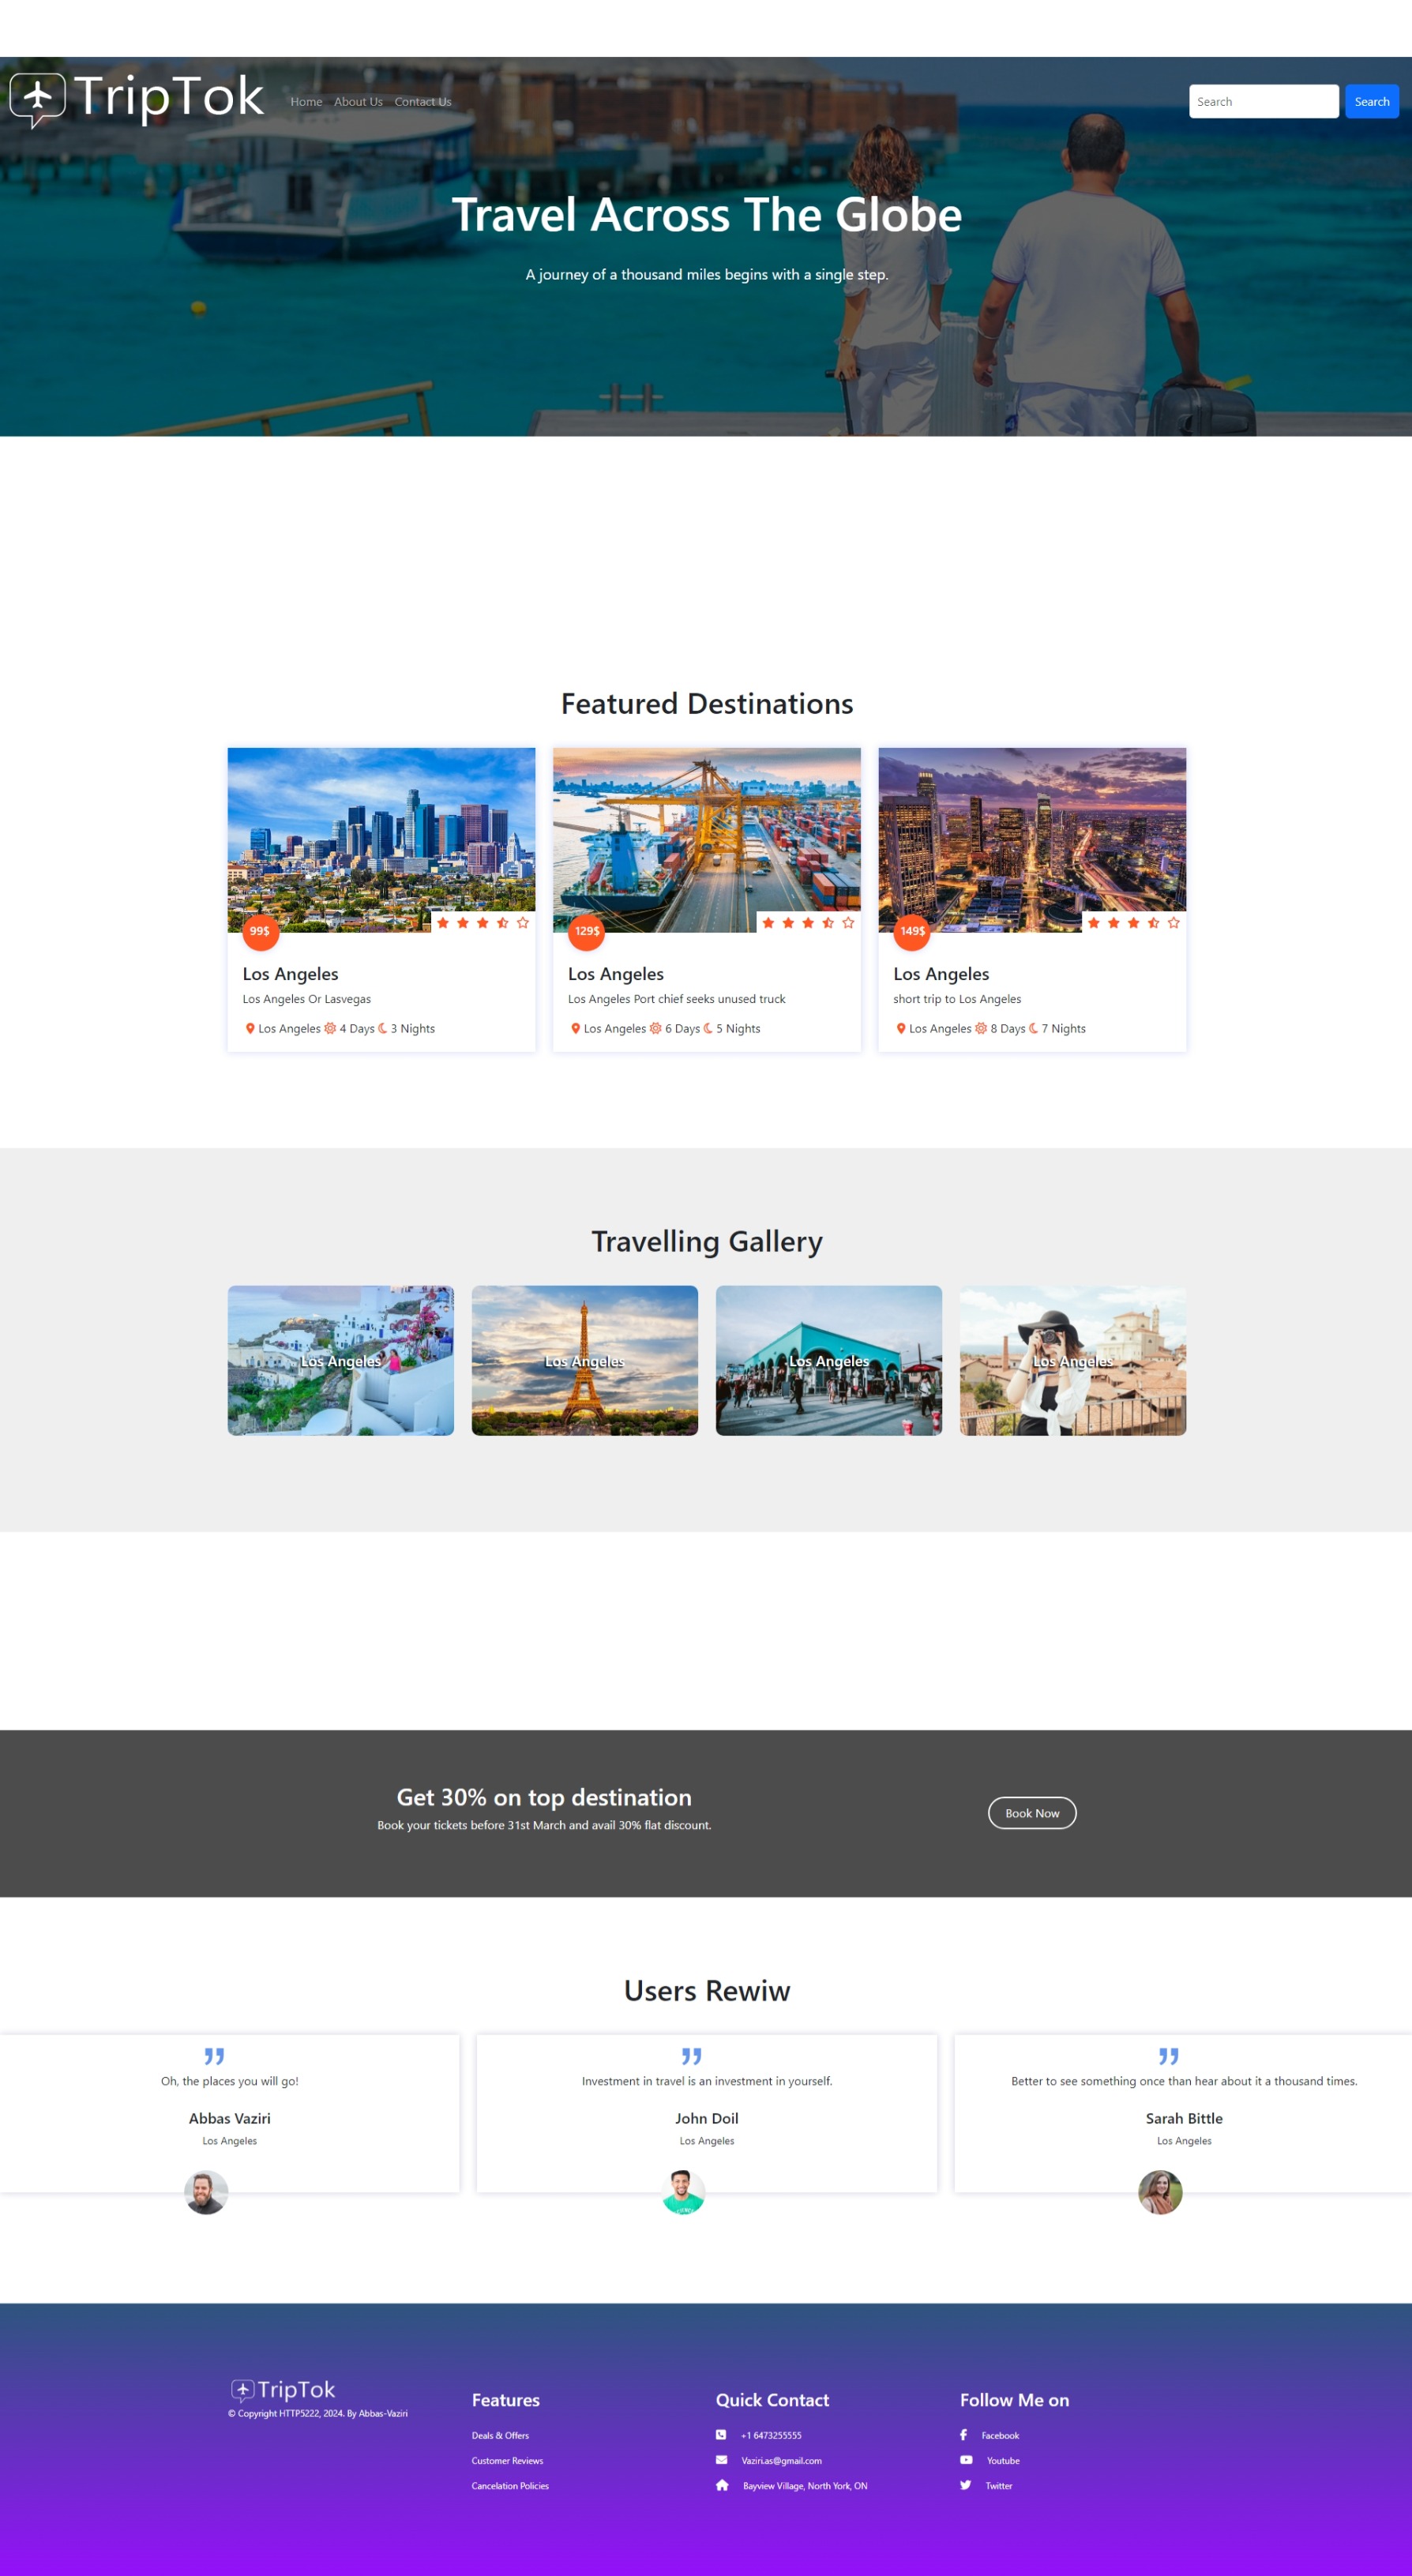 TripTok
Home About Us Contact Us
Search
Search
Travel Across The Globe
A journey of a thousand miles begins with a single step.
Featured Destinations
99$
Los Angeles
Los Angeles Or Lasvegas
Los Angeles 4 Days 3 Nights
129$
Los Angeles
Los Angeles Port chief seeks unused truck
Los Angeles 6 Days 5 Nights
149$
Los Angeles
short trip to Los Angeles
Los Angeles 8 Days 7 Nights
Travelling Gallery
Los Angeles
Los Angeles
Los Angeles
Los Angeles
Get 30% on top destination
Book your tickets before 31st March and avail 30% flat discount.
Book Now
Users Rewiw
Oh, the places you will go!
Abbas Vaziri
Los Angeles
Investment in travel is an investment in yourself.
John Doil
Los Angeles
Better to see something once than hear about it a thousand times.
Sarah Bittle
Los Angeles
TripTok
© Copyright HTTP5222, 2024. By Abbas-Vaziri
Features
Deals & Offers
Customer Reviews
Cancelation Policies
Quick Contact
+1 6473255555
Vaziri.as@gmail.com
Bayview Village, North York, ON
Follow Me on
Facebook
Youtube
Twitter